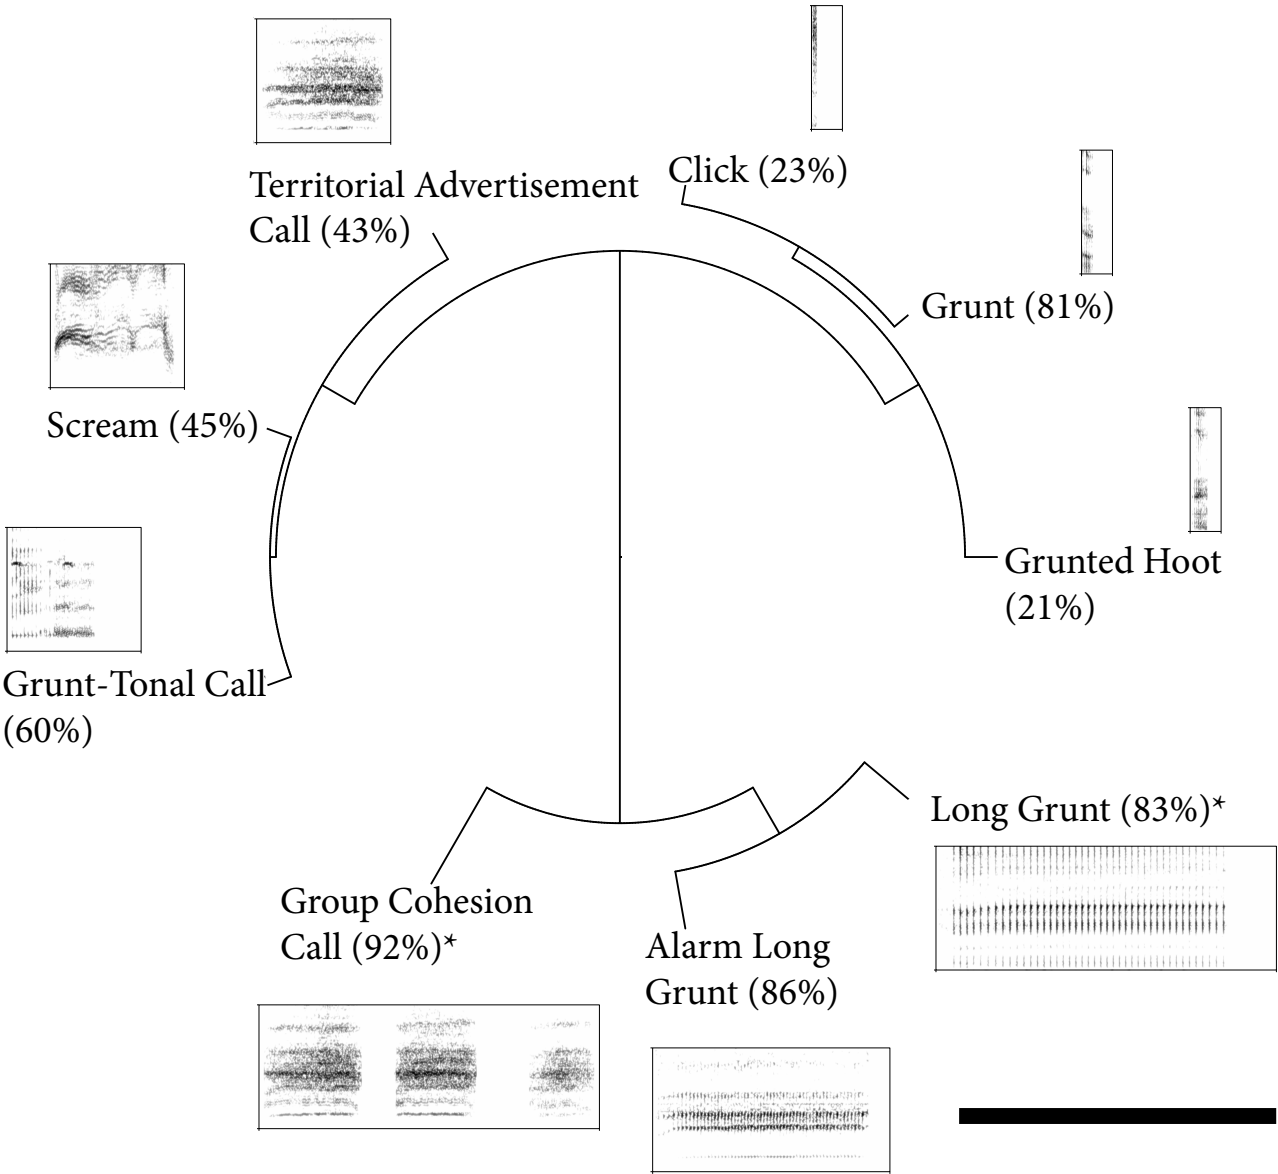 Territorial Advertisement
Call (43%)
Click (23%)
Grunt (81%)
Scream (45%)
Grunted Hoot
(21%)
Grunt-Tonal Call
(60%)
Long Grunt (83%)*
Group Cohesion
Call (92%)*
Alarm Long
Grunt (86%)